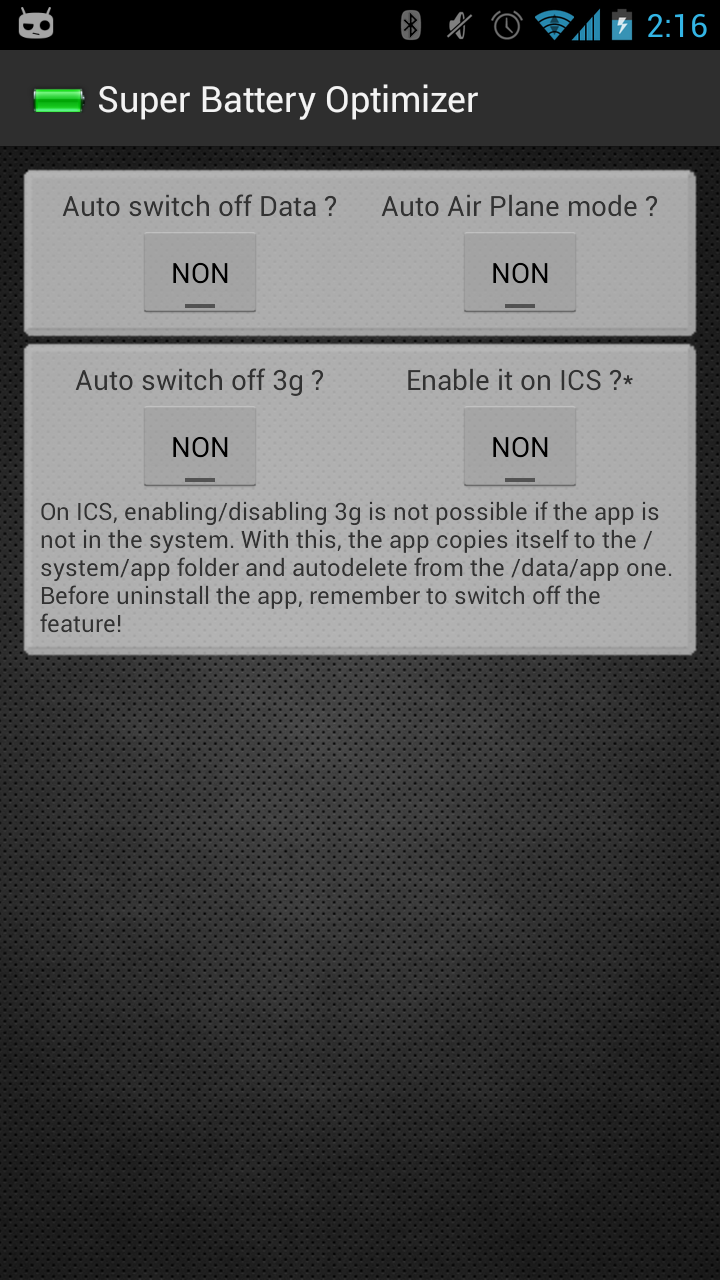 2:16
Super Battery Optimizer
Auto switch off Data ?
Auto Air Plane mode ?
NON
NON
Auto switch off 3g ?
Enable it on ICS ?*
NON
NON
On ICS, enabling/disabling 3g is not possible if the app is
not in the system. With this, the app copies itself to the /
system/app folder and autodelete from the /data/app one.
Before uninstall the app, remember to switch off the
feature!